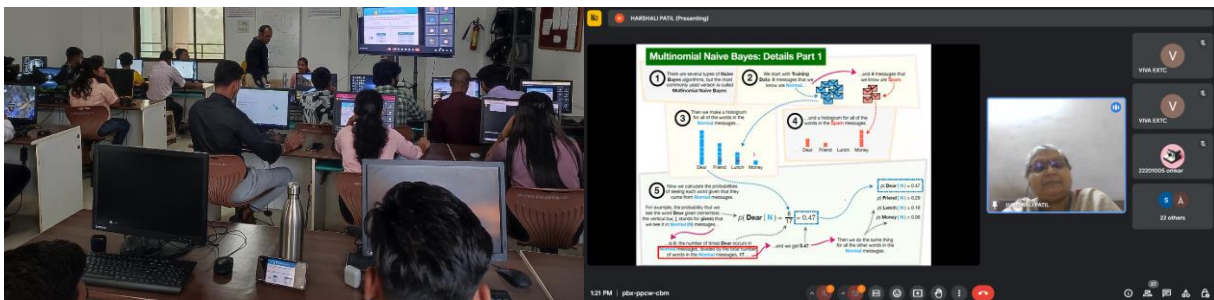 HARSHALI PATIL (Presenting)
Multinomial Naive Bayes: Details Part 1
1
There are several types of Naive
Bayes algorithms, but the most
commonly used version is called
Multinomial Naive Bayes.
2
We start with Training
Data: 8 messages that we
know are Normal...
...and 4 messages that
we know are Spam.
3
Then we make a histogram
for all of the words in the
Normal messages...
Dear Friend Lunch Money
4
...and a histogram for all of the
words in the Spam messages.
Dear Friend Lunch Money
5
Now we calculate the probabilities
of seeing each word given that they
came from Normal messages.
For example, the probability that we
see the word Dear given (remember,
the vertical bar, |, stands for given) that
we see it in Normal (N) messages...
p( Dear | N ) = 8/17 = 0.47
...is 8, the number of times Dear occurs in
Normal messages, divided by the total number
of words in the Normal messages, 17...
...and we get 0.47.
Then we do the same thing
for all the other words in the
Normal messages.
p( Dear | N ) = 0.47
p( Friend | N ) = 0.29
p( Lunch | N ) = 0.18
p( Money | N ) = 0.06
HARSHALI PATIL
V
VIVA EXTC
V
VIVA EXTC
22201005 omkar
S A
22 others
1:21 PM | pbx-ppcw-cbm